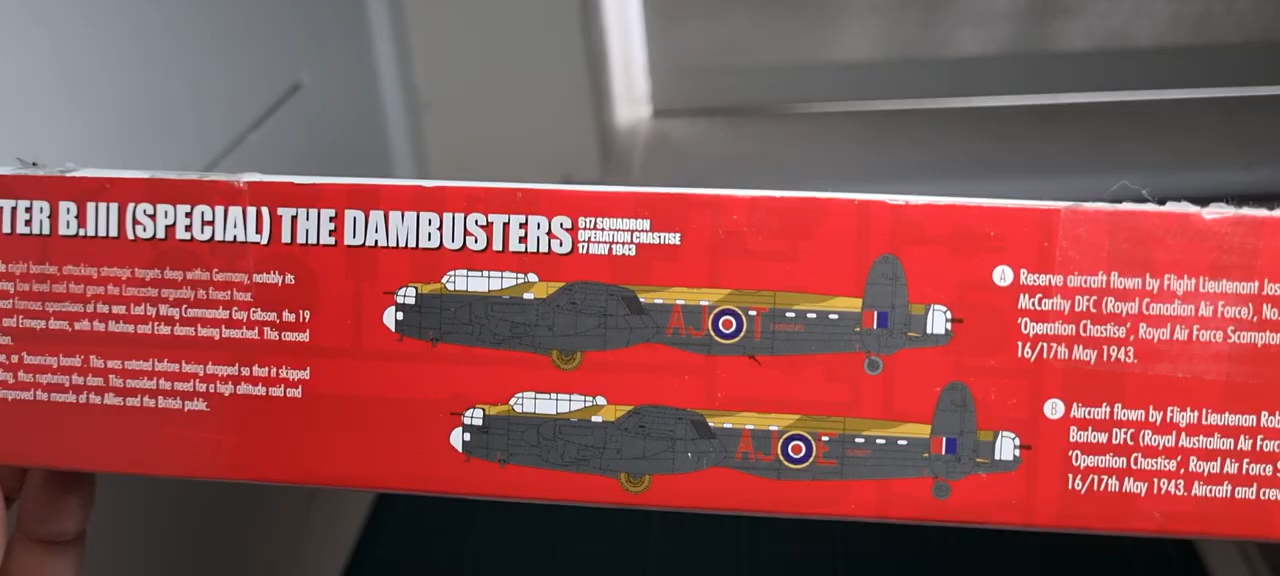 TER B.III (SPECIAL) THE DAMBUSTERS
617 SQUADRON
OPERATION CHASTISE
17 MAY 1943
le night bomber, attacking strategic targets deep within Germany, notably its
ring low level raid that gave the Lancaster arguably its finest hour.
ost famous operations of the war. Led by Wing Commander Guy Gibson, the 19
and Ennepe dams, with the Mohne and Eder dams being breached. This caused
ion.
e, or 'bouncing bomb'. This was rotated before being dropped so that it skipped
ding, thus rupturing the dam. This avoided the need for a high altitude raid and
improved the morale of the Allies and the British public.
AJ T
A Reserve aircraft flown by Flight Lieutenant Jos
McCarthy DFC (Royal Canadian Air Force), No.
'Operation Chastise', Royal Air Force Scampton
16/17th May 1943.
AJ E
B Aircraft flown by Flight Lieutenan Rob
Barlow DFC (Royal Australian Air Forc
'Operation Chastise', Royal Air Force S
16/17th May 1943. Aircraft and crew